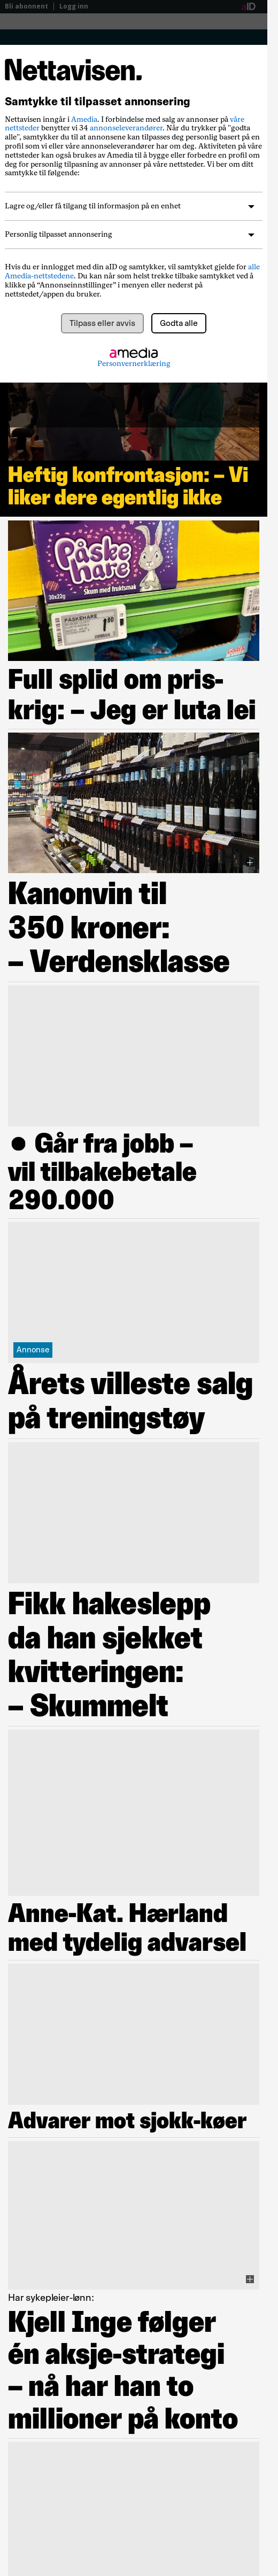 Bli abonnent | Logg inn
aID
Nettavisen.
Samtykke til tilpasset annonsering
Nettavisen inngår i Amedia. I forbindelse med salg av annonser på våre
nettsteder benytter vi 34 annonseleverandører. Når du trykker på "godta
alle", samtykker du til at annonsene kan tilpasses deg personlig basert på en
profil som vi eller våre annonseleverandører har om deg. Aktiviteten på våre
nettsteder kan også brukes av Amedia til å bygge eller forbedre en profil om
deg for personlig tilpasning av annonser på våre nettsteder. Vi ber om ditt
samtykke til følgende:
Lagre og/eller få tilgang til informasjon på en enhet
Personlig tilpasset annonsering
Hvis du er innlogget med din aID og samtykker, vil samtykket gjelde for alle
Amedia-nettstedene. Du kan når som helst trekke tilbake samtykket ved å
klikke på “Annonseinnstillinger” i menyen eller nederst på
nettstedet/appen du bruker.
Tilpass eller avvis
Godta alle
amedia
Personvernerklæring
Heftig konfrontasjon: – Vi
liker dere egentlig ikke
Påske
hare
Skum med fruktsmak
30x23g
PÅSKEHARE
Full splid om pris-
krig: – Jeg er luta lei
Kanonvin til
350 kroner:
– Verdensklasse
● Går fra jobb –
vil tilbakebetale
290.000
Annonse
Årets villeste salg
på treningstøy
Fikk hakeslepp
da han sjekket
kvitteringen:
– Skummelt
Anne-Kat. Hærland
med tydelig advarsel
Advarer mot sjokk-køer
Har sykepleier-lønn:
Kjell Inge følger
én aksje-strategi
– nå har han to
millioner på konto